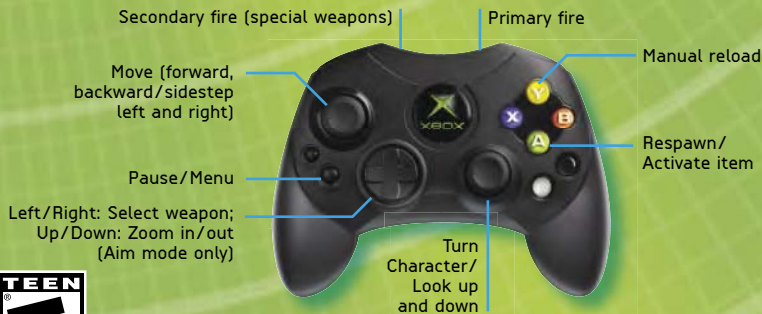 Secondary fire (special weapons)
Primary fire
Move (forward,
backward/sidestep
left and right)
Manual reload
Y
X
B
A
XBOX
Respawn/
Activate item
Pause/Menu
Left/Right: Select weapon;
Up/Down: Zoom in/out
(Aim mode only)
Turn
Character/
Look up
and down
TEEN
®